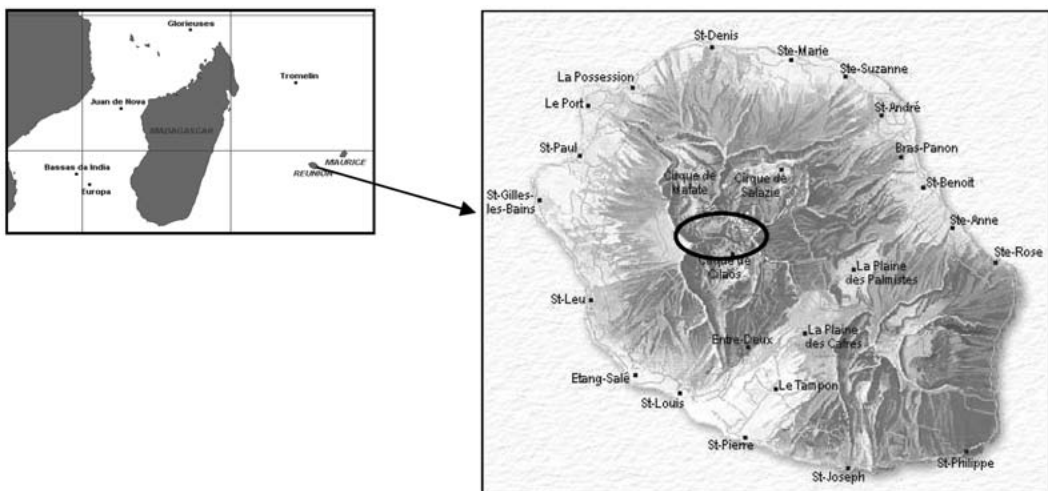 Glorieuses
Tromelin
Juan de Nova
MADAGASCAR
MAURICE
REUNION
Bassas da India
Europa
St-Denis
Ste-Marie
Ste-Suzanne
La Possession
Le Port
St-André
St-Paul
Bras-Panon
Cirque de
Mafate
Cirque de
Salazie
St-Benoit
St-Gilles-
les-Bains
Ste-Anne
Ste-Rose
Cirque de
Cilaos
La Plaine
des Palmistes
St-Leu
La Plaine
des Cafres
Entre-Deux
Etang-Salé
Le Tampon
St-Louis
St-Pierre
St-Philippe
St-Joseph